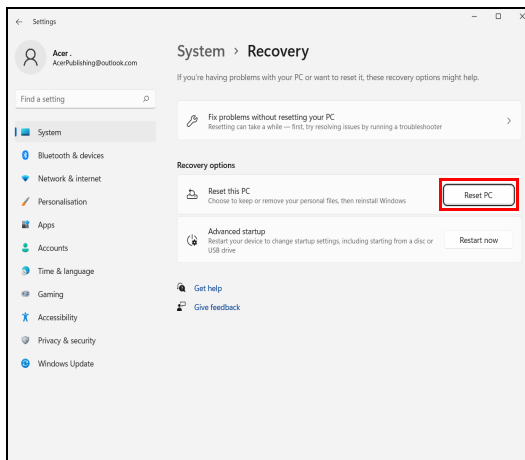 Settings
Acer .
AcerPublishing@outlook.com
Find a setting
System
Bluetooth & devices
Network & internet
Personalisation
Apps
Accounts
Time & language
Gaming
Accessibility
Privacy & security
Windows Update
System > Recovery
If you're having problems with your PC or want to reset it, these recovery options might help.
Fix problems without resetting your PC
Resetting can take a while — first, try resolving issues by running a troubleshooter
Recovery options
Reset this PC
Choose to keep or remove your personal files, then reinstall Windows
Reset PC
Advanced startup
Restart your device to change startup settings, including starting from a disc or
USB drive
Restart now
Get help
Give feedback